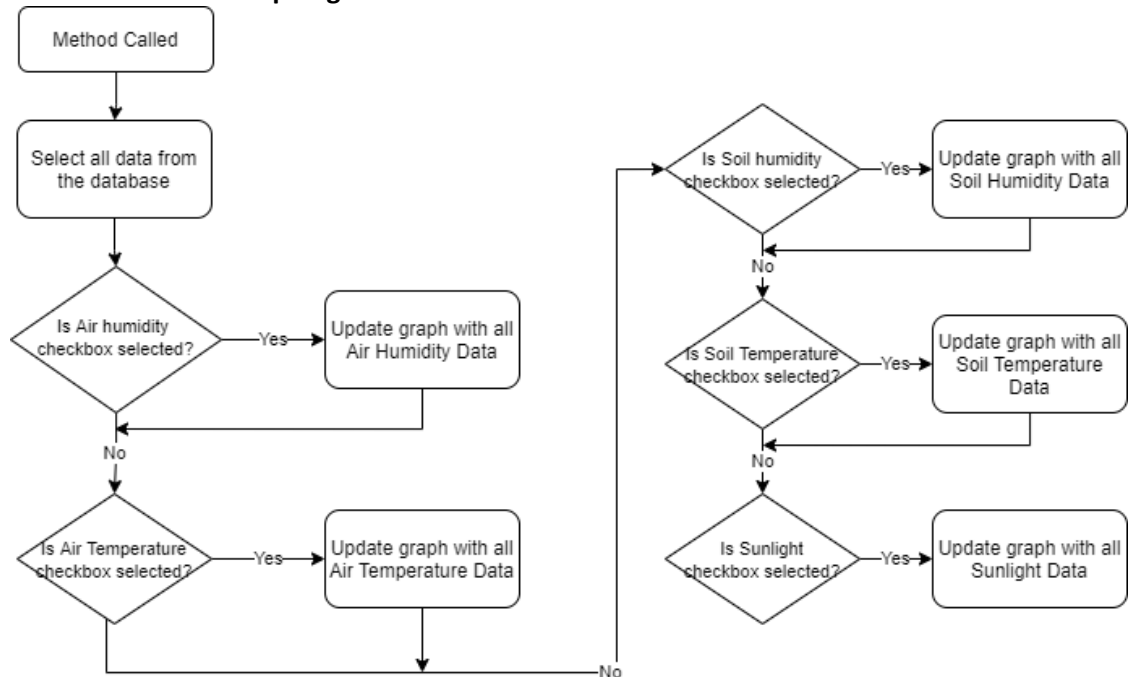 Method Called
Select all data from
the database
Is Air humidity
checkbox selected?
Yes
Update graph with all
Air Humidity Data
No
Is Air Temperature
checkbox selected?
Yes
Update graph with all
Air Temperature Data
No
Is Soil humidity
checkbox selected?
Yes
Update graph with all
Soil Humidity Data
No
Is Soil Temperature
checkbox selected?
Yes
Update graph with all
Soil Temperature
Data
No
Is Sunlight
checkbox selected?
Yes
Update graph with all
Sunlight Data